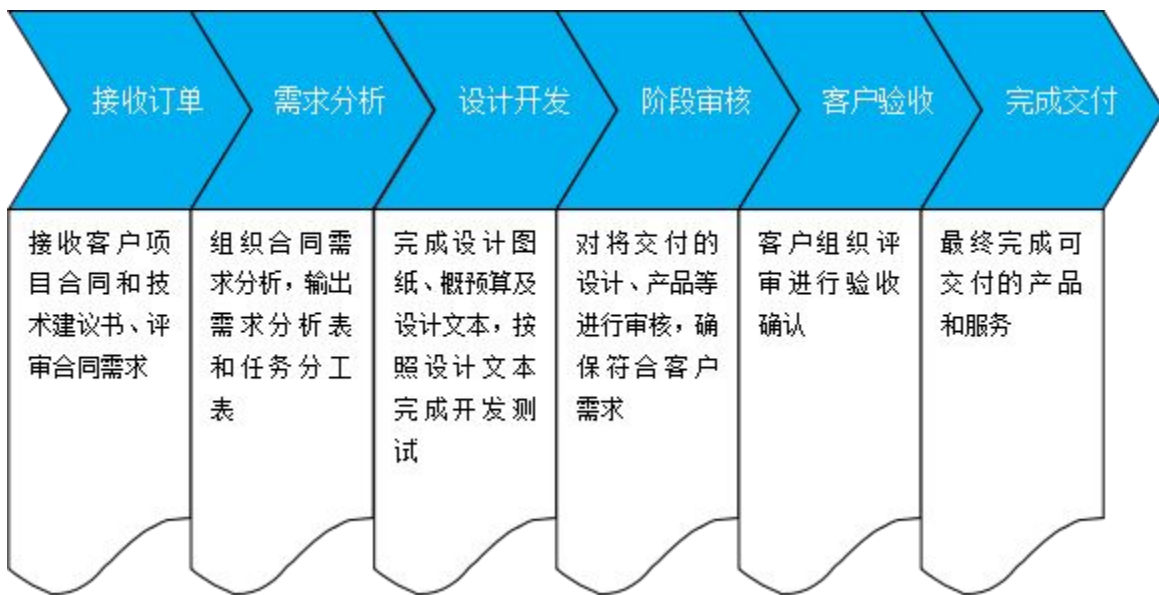 接收订单
需求分析
设计开发
阶段审核
客户验收
完成交付
接收客户项
目合同和技
术建议书、评
审合同需求
组织合同需
求分析，输出
需求分析表
和任务分工
表
完成设计图
纸、概预算及
设计文本，按
照设计文本
完成开发测
试
对将交付的
设计、产品等
进行审核，确
保符合客户
需求
客户组织评
审进行验收
确认
最终完成可
交付的产品
和服务